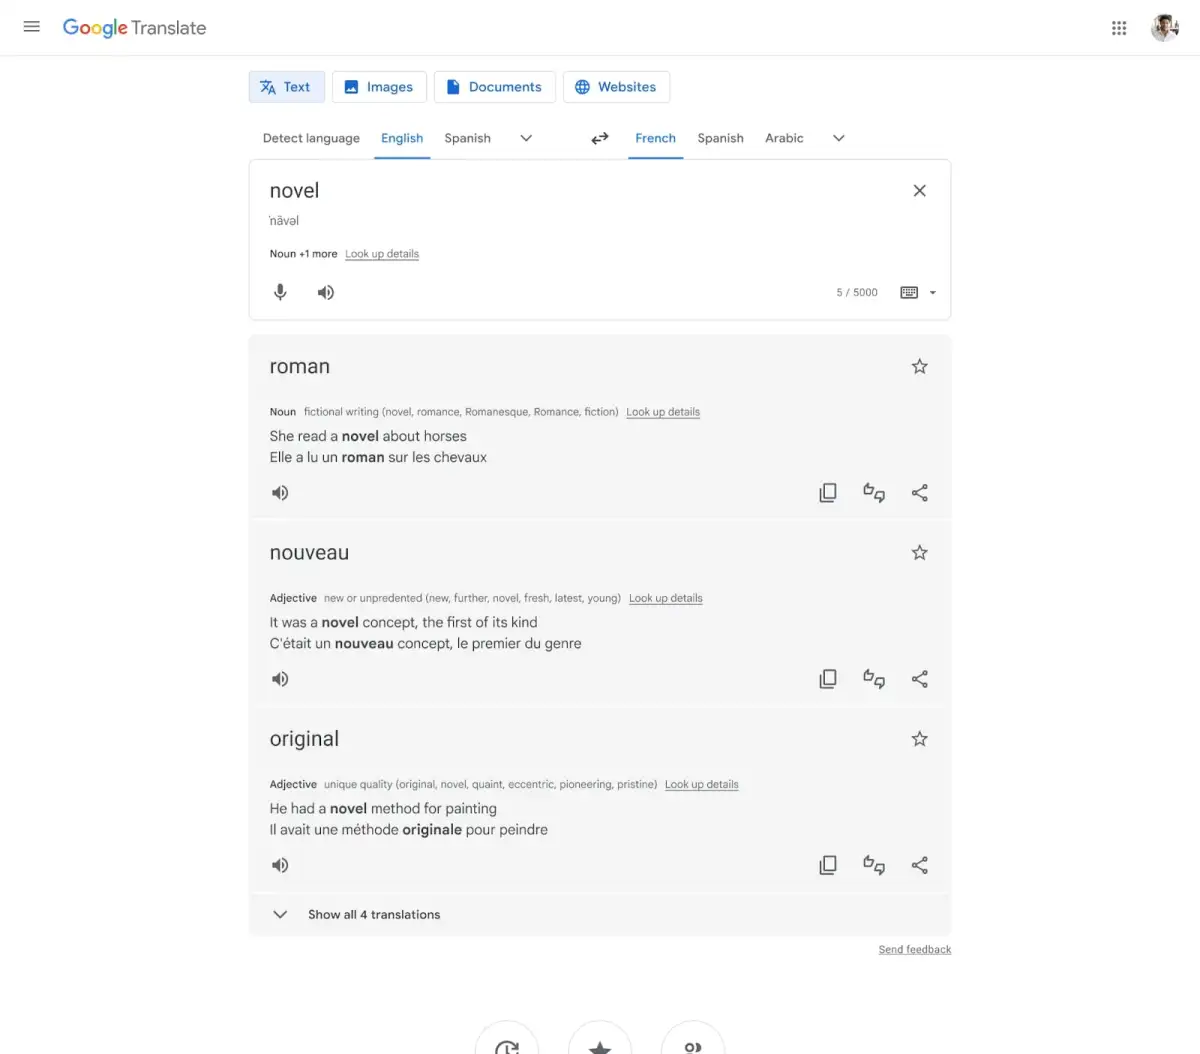 Google Translate
Text Images Documents Websites
Detect language English Spanish French Spanish Arabic
novel
ˈnävəl
Noun +1 more Look up details
5 / 5000
roman
Noun fictional writing (novel, romance, Romanesque, Romance, fiction) Look up details
She read a novel about horses
Elle a lu un roman sur les chevaux
nouveau
Adjective new or unpredented (new, further, novel, fresh, latest, young) Look up details
It was a novel concept, the first of its kind
C'était un nouveau concept, le premier du genre
original
Adjective unique quality (original, novel, quaint, eccentric, pioneering, pristine) Look up details
He had a novel method for painting
Il avait une méthode originale pour peindre
Show all 4 translations
Send feedback